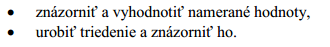 • znázorniť a vyhodnotiť namerané hodnoty,
• urobiť triedenie a znázorniť ho.